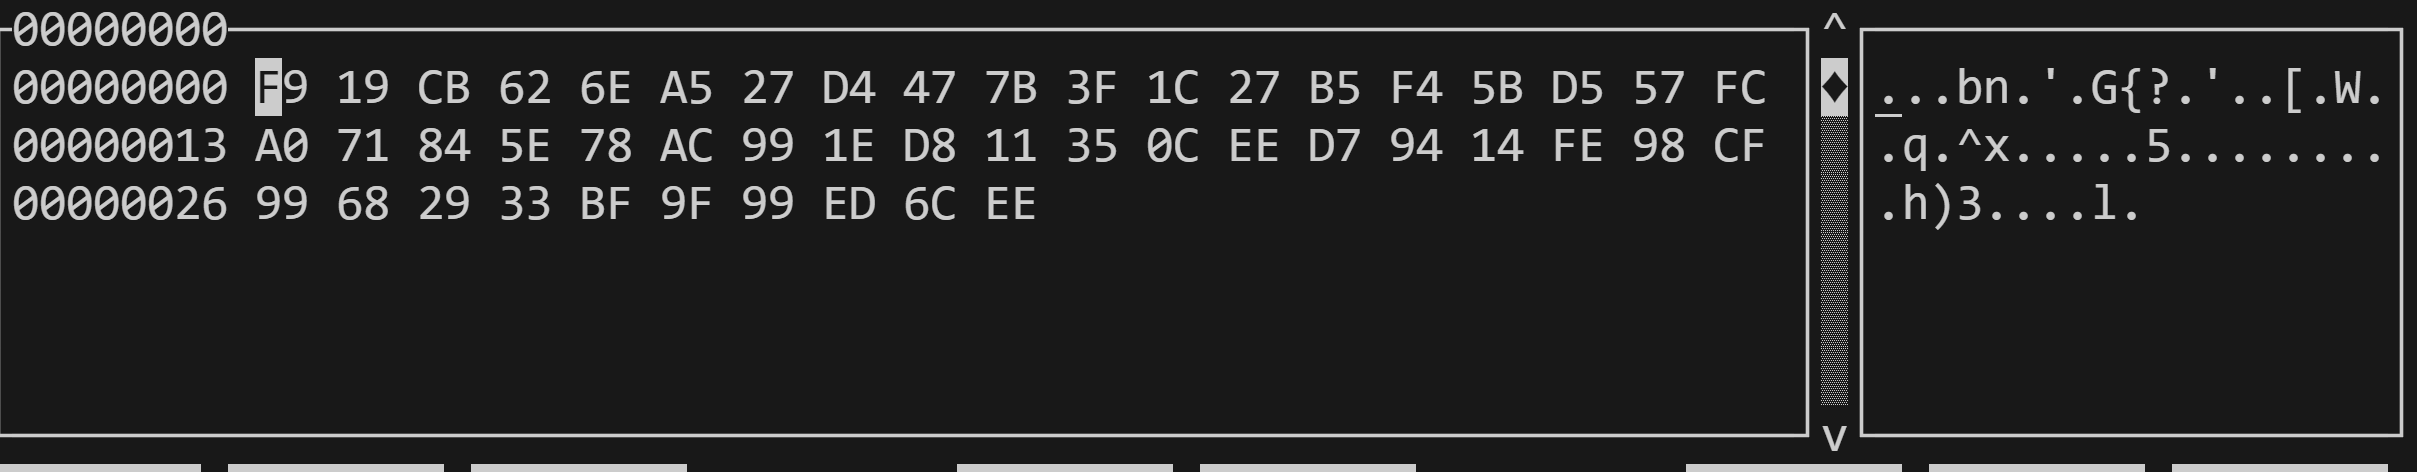 00000000
00000000 F9 19 CB 62 6E A5 27 D4 47 7B 3F 1C 27 B5 F4 5B D5 57 FC ...bn.'.G{?.'..[.W.
00000013 A0 71 84 5E 78 AC 99 1E D8 11 35 0C EE D7 94 14 FE 98 CF .q.^x.....5........
00000026 99 68 29 33 BF 9F 99 ED 6C EE .h)3....l.